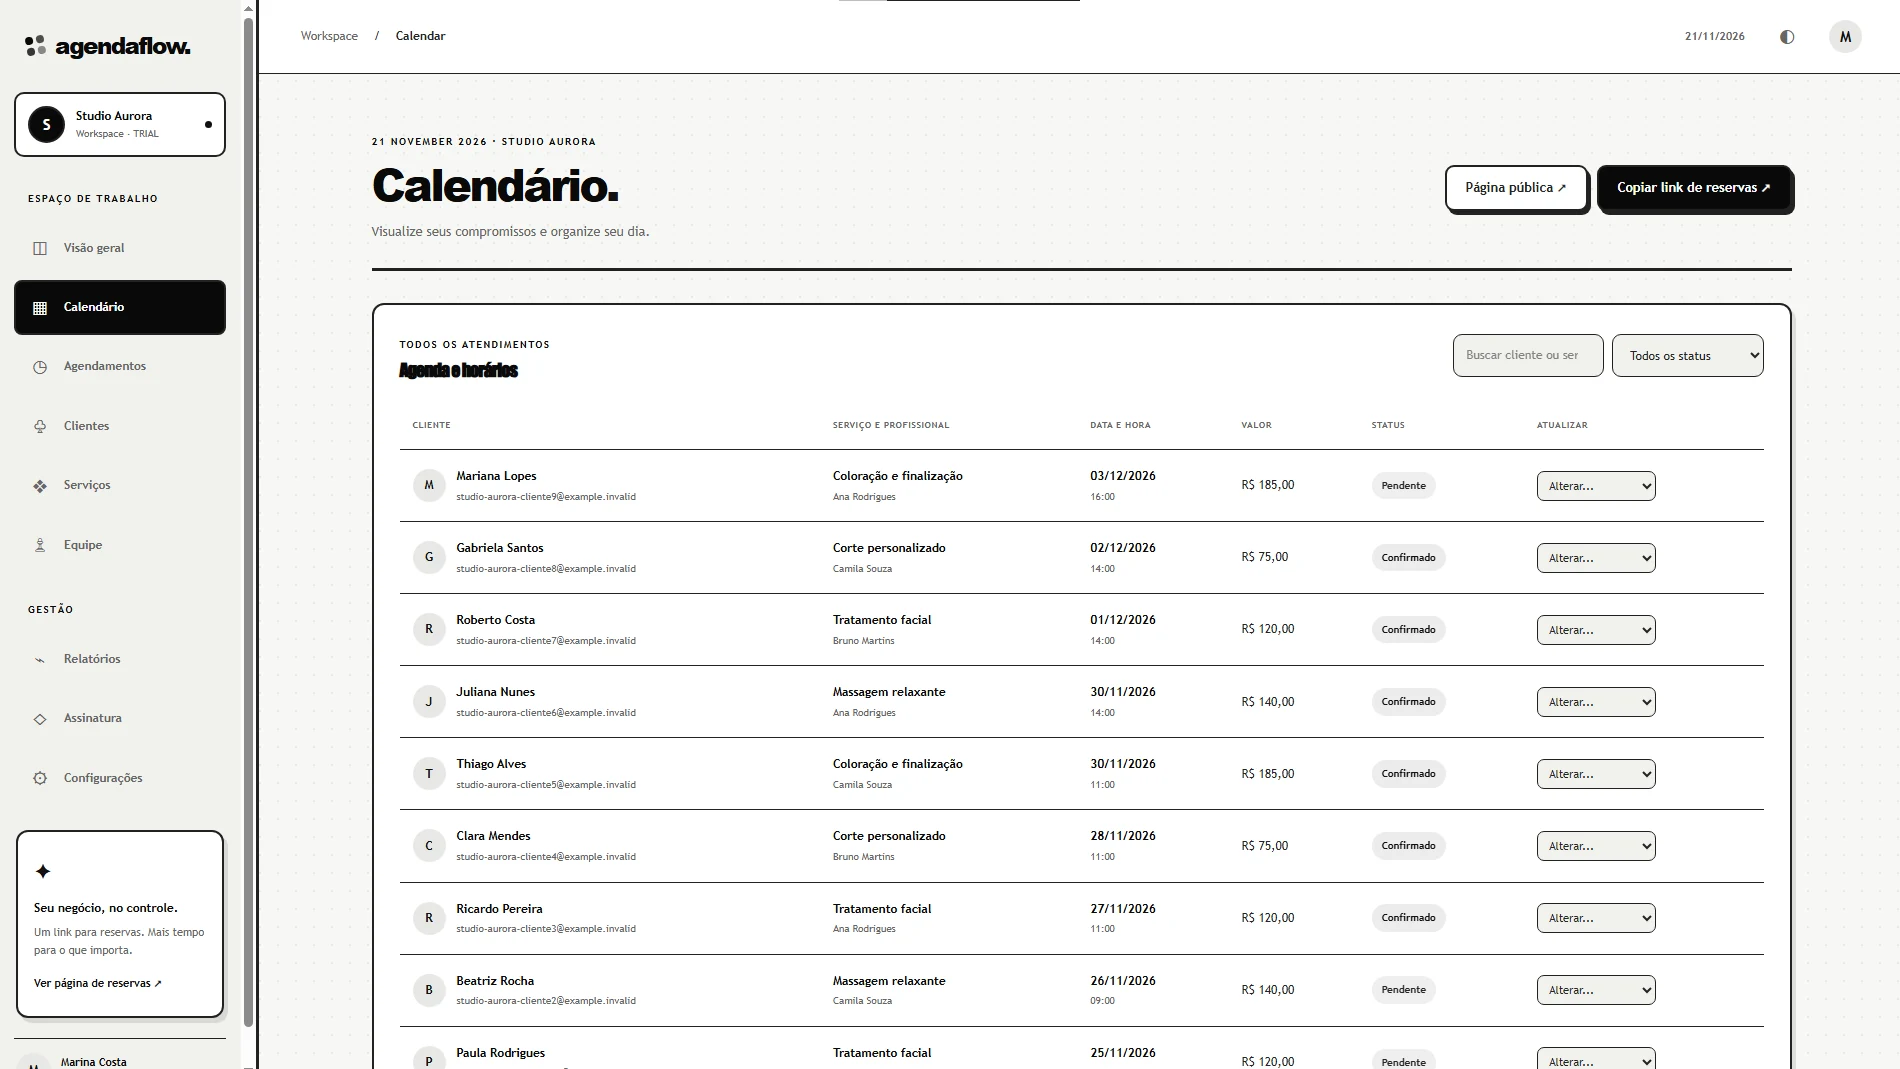 agendaflow.
S
Studio Aurora
Workspace · TRIAL
ESPAÇO DE TRABALHO
Visão geral
Calendário
Agendamentos
Clientes
Serviços
Equipe
GESTÃO
Relatórios
Assinatura
Configurações
Seu negócio, no controle.
Um link para reservas. Mais tempo
para o que importa.
Ver página de reservas ↗
Marina Costa
Workspace / Calendar
21/11/2026
M
21 NOVEMBER 2026 · STUDIO AURORA
Calendário.
Visualize seus compromissos e organize seu dia.
Página pública ↗
Copiar link de reservas ↗
TODOS OS ATENDIMENTOS
Agenda e horários
Buscar cliente ou ser
Todos os status
CLIENTE SERVIÇO E PROFISSIONAL DATA E HORA VALOR STATUS ATUALIZAR
M Mariana Lopes Coloração e finalização 03/12/2026 R$ 185,00 Pendente Alterar...
studio-aurora-cliente9@example.invalid Ana Rodrigues 16:00
G Gabriela Santos Corte personalizado 02/12/2026 R$ 75,00 Confirmado Alterar...
studio-aurora-cliente8@example.invalid Camila Souza 14:00
R Roberto Costa Tratamento facial 01/12/2026 R$ 120,00 Confirmado Alterar...
studio-aurora-cliente7@example.invalid Bruno Martins 14:00
J Juliana Nunes Massagem relaxante 30/11/2026 R$ 140,00 Confirmado Alterar...
studio-aurora-cliente6@example.invalid Ana Rodrigues 14:00
T Thiago Alves Coloração e finalização 30/11/2026 R$ 185,00 Confirmado Alterar...
studio-aurora-cliente5@example.invalid Camila Souza 11:00
C Clara Mendes Corte personalizado 28/11/2026 R$ 75,00 Confirmado Alterar...
studio-aurora-cliente4@example.invalid Bruno Martins 11:00
R Ricardo Pereira Tratamento facial 27/11/2026 R$ 120,00 Confirmado Alterar...
studio-aurora-cliente3@example.invalid Ana Rodrigues 11:00
B Beatriz Rocha Massagem relaxante 26/11/2026 R$ 140,00 Pendente Alterar...
studio-aurora-cliente2@example.invalid Camila Souza 09:00
P Paula Rodrigues Tratamento facial 25/11/2026 R$ 120,00 Pendente Alterar...